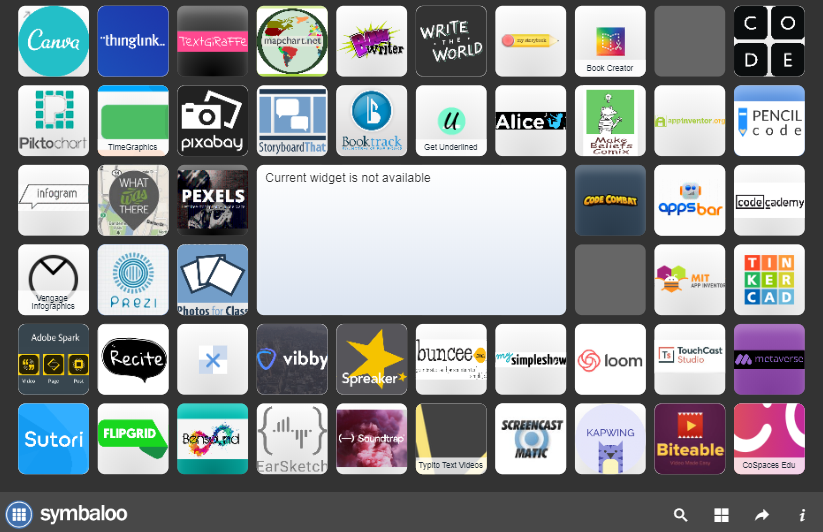 Canva
"thinglink..
TEXTGIRAFFE
mapchart.net
writer
WRITE
THE
WORLD
my storybook
Book Creator
C O
D E
PiktoChart
TimeGraphics
pixabay
StoryboardThat
Booktrack
u
Get Underlined
Alice
Make
Beliefs
Comix
appinventor.org
PENCIL
code
infogram
WHAT
was
THERE
PEXELS
Current widget is not available
CODE COMBAT
appsbar
codecademy
Vengage
Infographics
PREZI
Photos for Class
MIT
APP INVENTOR
TIN
KER
CAD
Adobe Spark
Video Page Post
Recite
vibby
Spreaker
buncee
my simpleshow
loom
Ts TouchCast
Studio
metaverse
Sutori
FLIPGRID
Bensound
EarSketch
(--) Soundtrap
Typito Text Videos
SCREENCAST
MATIC
KAPWING
Biteable
CoSpaces Edu
symbaloo
i